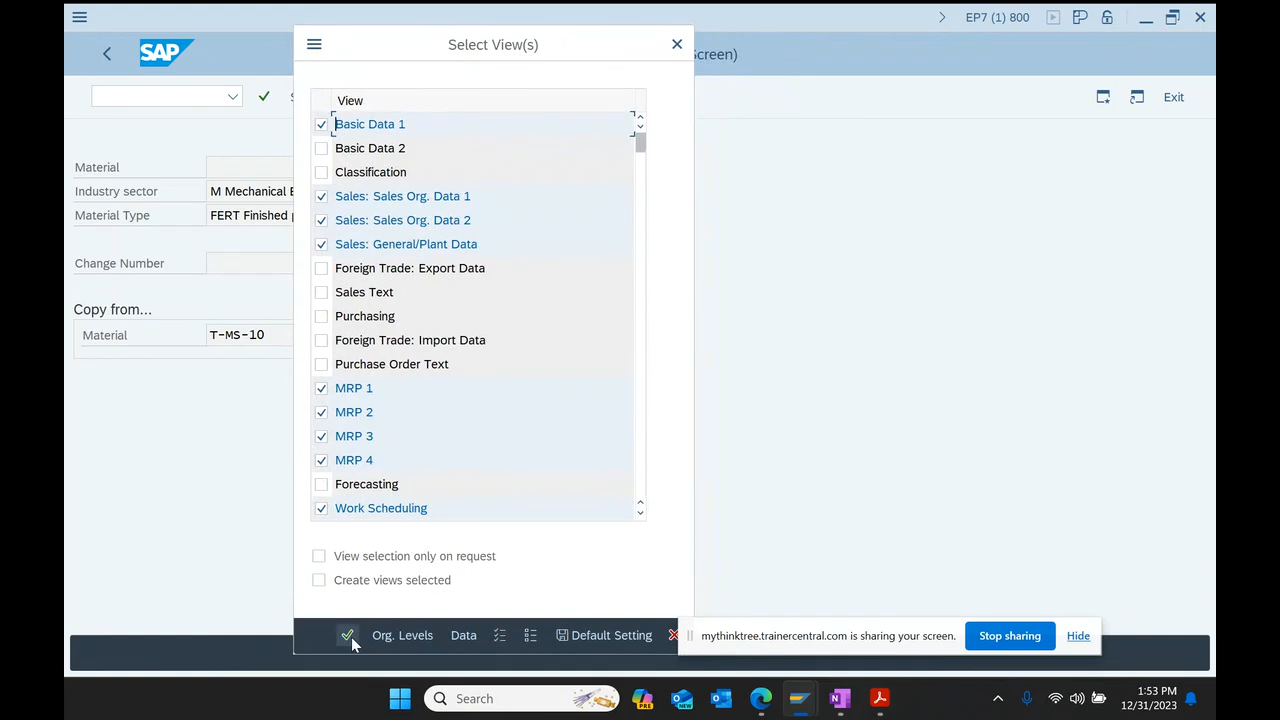 EP7 (1) 800
SAP
Select View(s)
Screen)
Exit
Material
Industry sector M Mechanical E
Material Type FERT Finished p
Change Number
Copy from...
Material T-MS-10
View
Basic Data 1
Basic Data 2
Classification
Sales: Sales Org. Data 1
Sales: Sales Org. Data 2
Sales: General/Plant Data
Foreign Trade: Export Data
Sales Text
Purchasing
Foreign Trade: Import Data
Purchase Order Text
MRP 1
MRP 2
MRP 3
MRP 4
Forecasting
Work Scheduling
View selection only on request
Create views selected
Org. Levels Data Default Setting
mythinktree.trainercentral.com is sharing your screen. Stop sharing Hide
Search
PRE
NEW
1:53 PM
12/31/2023